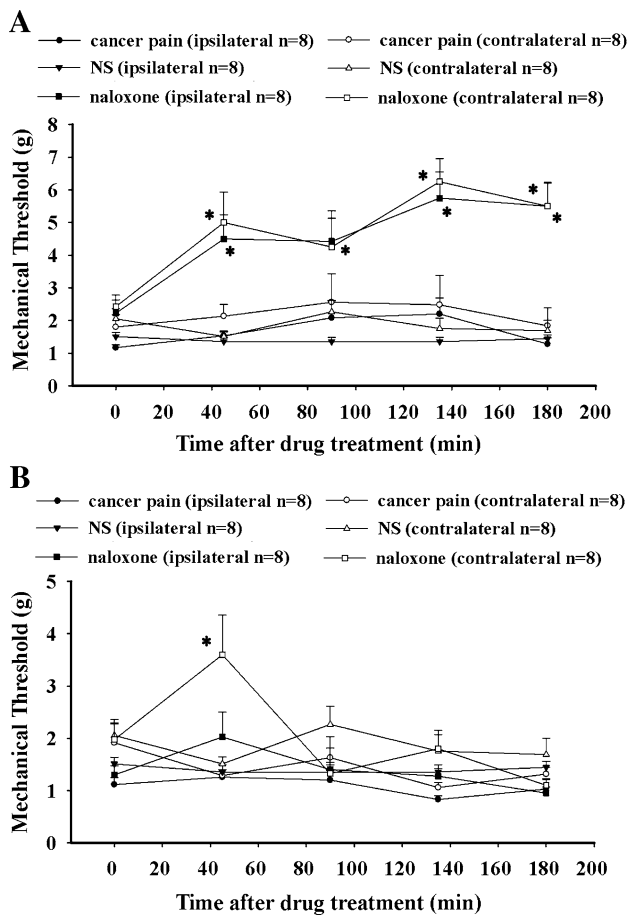 A
cancer pain (ipsilateral n=8) cancer pain (contralateral n=8)
NS (ipsilateral n=8) NS (contralateral n=8)
naloxone (ipsilateral n=8) naloxone (contralateral n=8)
Mechanical Threshold (g)
8
7
6
5
4
3
2
1
0
* * * * * * *
0 20 40 60 80 100 120 140 160 180 200
Time after drug treatment (min)
B
cancer pain (ipsilateral n=8) cancer pain (contralateral n=8)
NS (ipsilateral n=8) NS (contralateral n=8)
naloxone (ipsilateral n=8) naloxone (contralateral n=8)
Mechanical Threshold (g)
5
4
3
2
1
0
*
0 20 40 60 80 100 120 140 160 180 200
Time after drug treatment (min)